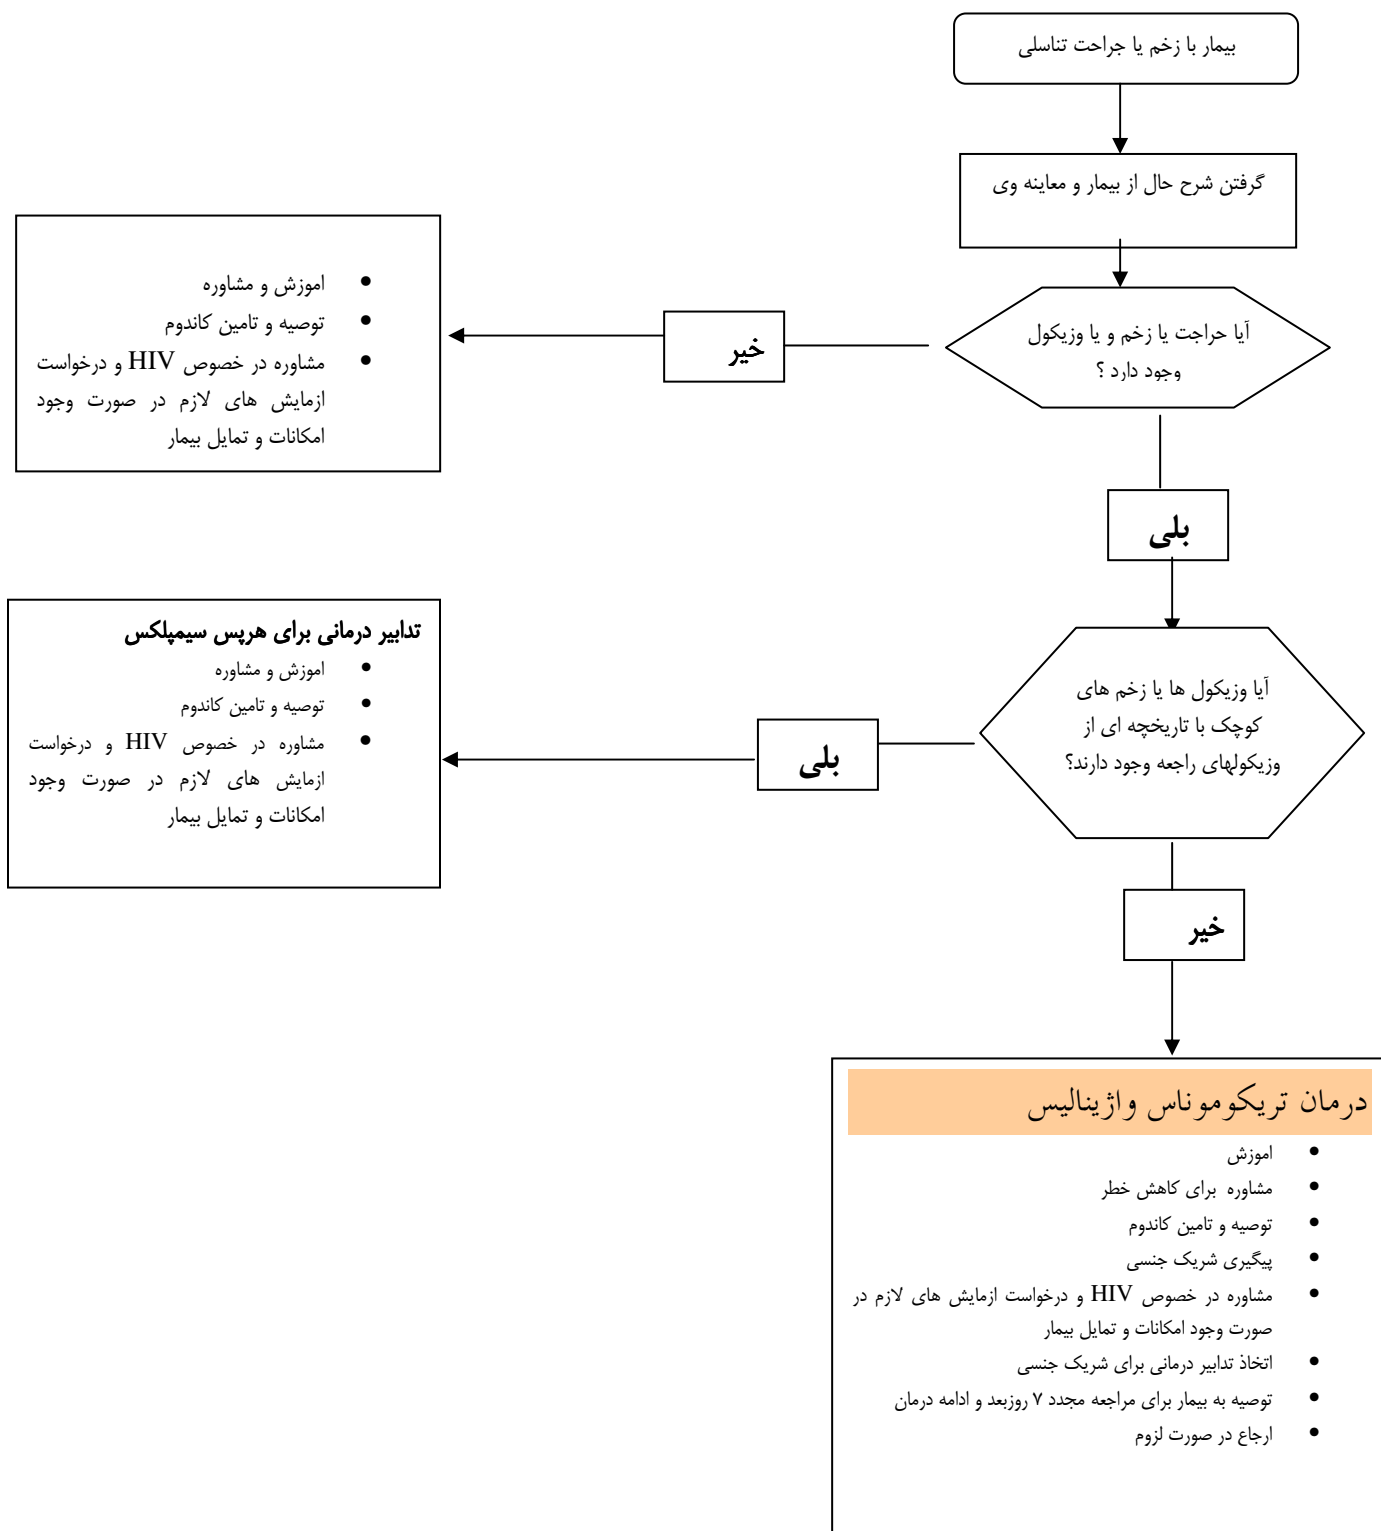 بیمار با زخم یا جراحت تناسلی
گرفتن شرح حال از بیمار و معاینه وی
آیا حراجت یا زخم و یا وزیکول
وجود دارد ؟
خیر
• اموزش و مشاوره
• توصیه و تامین کاندوم
• مشاوره در خصوص HIV و درخواست
ازمایش های لازم در صورت وجود
امکانات و تمایل بیمار
بلی
آیا وزیکول ها یا زخم های
کوچک با تاریخچه ای از
وزیکولهای راجعه وجود دارند؟
بلی
تدابیر درمانی برای هرپس سیمپلکس
• اموزش و مشاوره
• توصیه و تامین کاندوم
• مشاوره در خصوص HIV و درخواست
ازمایش های لازم در صورت وجود
امکانات و تمایل بیمار
خیر
درمان تریکوموناس واژینالیس
• اموزش
• مشاوره برای کاهش خطر
• توصیه و تامین کاندوم
• پیگیری شریک جنسی
• مشاوره در خصوص HIV و درخواست ازمایش های لازم در
صورت وجود امکانات و تمایل بیمار
• اتخاذ تدابیر درمانی برای شریک جنسی
• توصیه به بیمار برای مراجعه مجدد ۷ روزبعد و ادامه درمان
• ارجاع در صورت لزوم